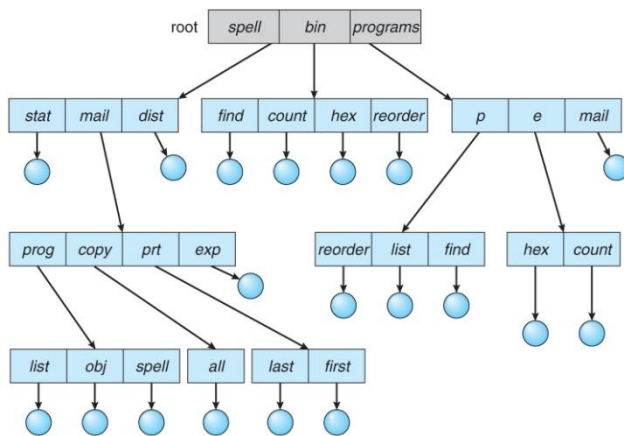 root spell bin programs
stat mail dist find count hex reorder p e mail
prog copy prt exp reorder list find hex count
list obj spell all last first